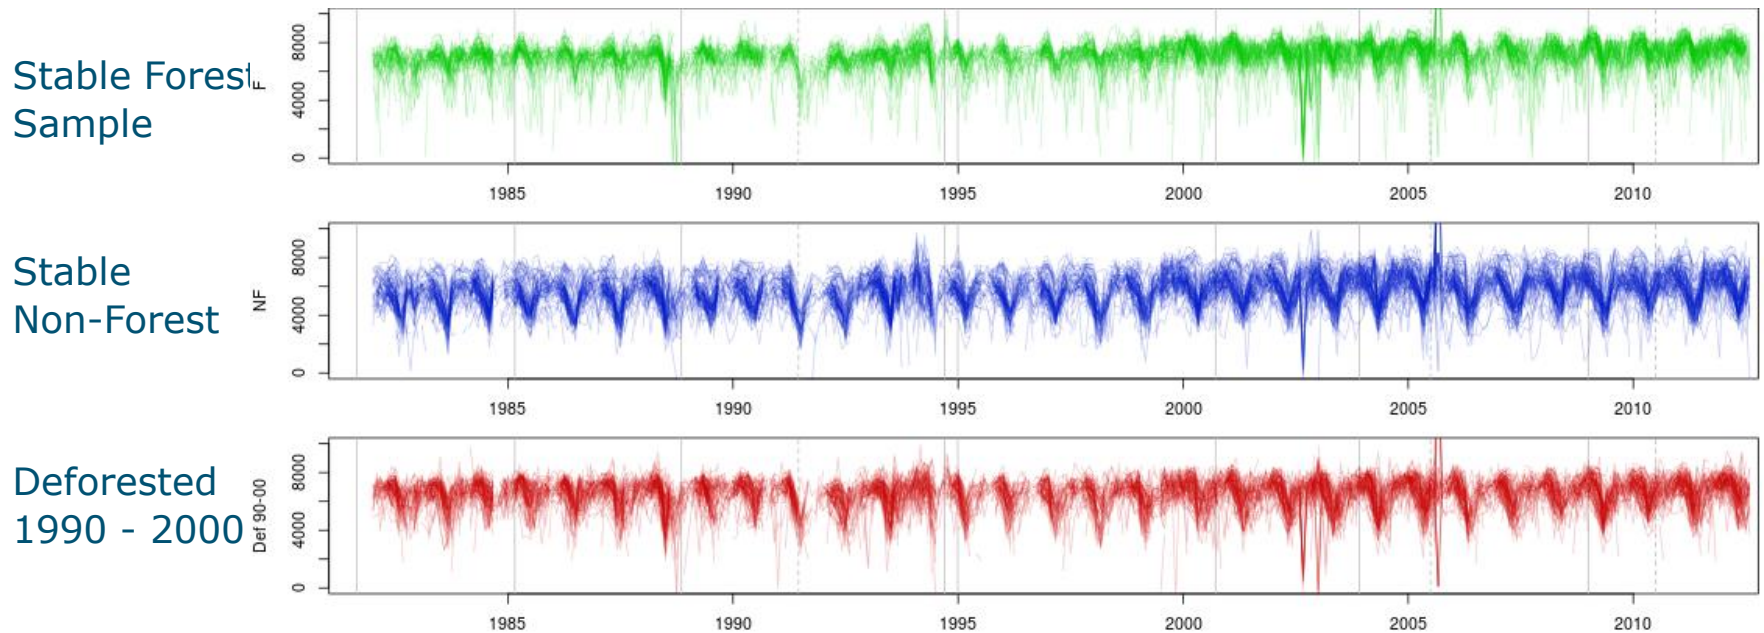 Stable Forest
Sample
F
0 4000 8000
1985 1990 1995 2000 2005 2010
Stable
Non-Forest
NF
0 4000 8000
1985 1990 1995 2000 2005 2010
Deforested
1990 - 2000
Def 90-00
0 4000 8000
1985 1990 1995 2000 2005 2010